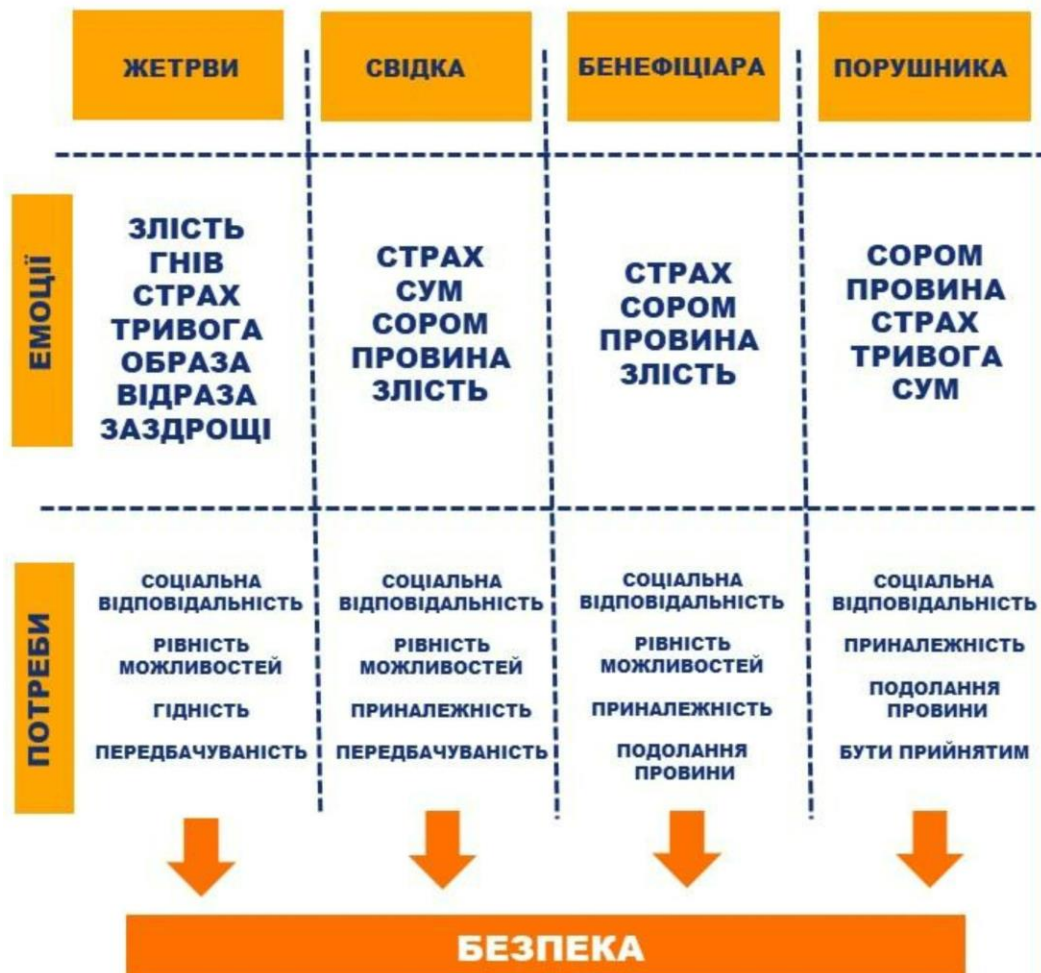 ЖЕТРВИ
СВІДКА
БЕНЕФІЦІАРА
ПОРУШНИКА
ЕМОЦІЇ
ЗЛІСТЬ
ГНІВ
СТРАХ
ТРИВОГА
ОБРАЗА
ВІДРАЗА
ЗАЗДРОЩІ
СТРАХ
СУМ
СОРОМ
ПРОВИНА
ЗЛІСТЬ
СТРАХ
СОРОМ
ПРОВИНА
ЗЛІСТЬ
СОРОМ
ПРОВИНА
СТРАХ
ТРИВОГА
СУМ
ПОТРЕБИ
СОЦІАЛЬНА
ВІДПОВІДАЛЬНІСТЬ
РІВНІСТЬ
МОЖЛИВОСТЕЙ
ГІДНІСТЬ
ПЕРЕДБАЧУВАНІСТЬ
СОЦІАЛЬНА
ВІДПОВІДАЛЬНІСТЬ
РІВНІСТЬ
МОЖЛИВОСТЕЙ
ПРИНАЛЕЖНІСТЬ
ПЕРЕДБАЧУВАНІСТЬ
СОЦІАЛЬНА
ВІДПОВІДАЛЬНІСТЬ
РІВНІСТЬ
МОЖЛИВОСТЕЙ
ПРИНАЛЕЖНІСТЬ
ПОДОЛАННЯ
ПРОВИНИ
СОЦІАЛЬНА
ВІДПОВІДАЛЬНІСТЬ
ПРИНАЛЕЖНІСТЬ
ПОДОЛАННЯ
ПРОВИНИ
БУТИ ПРИЙНЯТИМ
БЕЗПЕКА